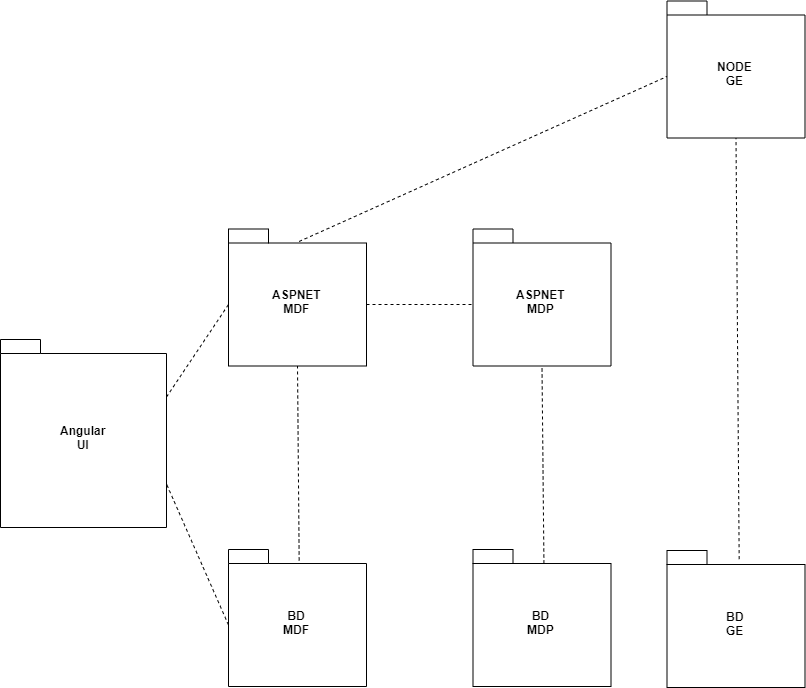 NODE
GE
ASPNET
MDF
ASPNET
MDP
Angular
UI
BD
MDF
BD
MDP
BD
GE